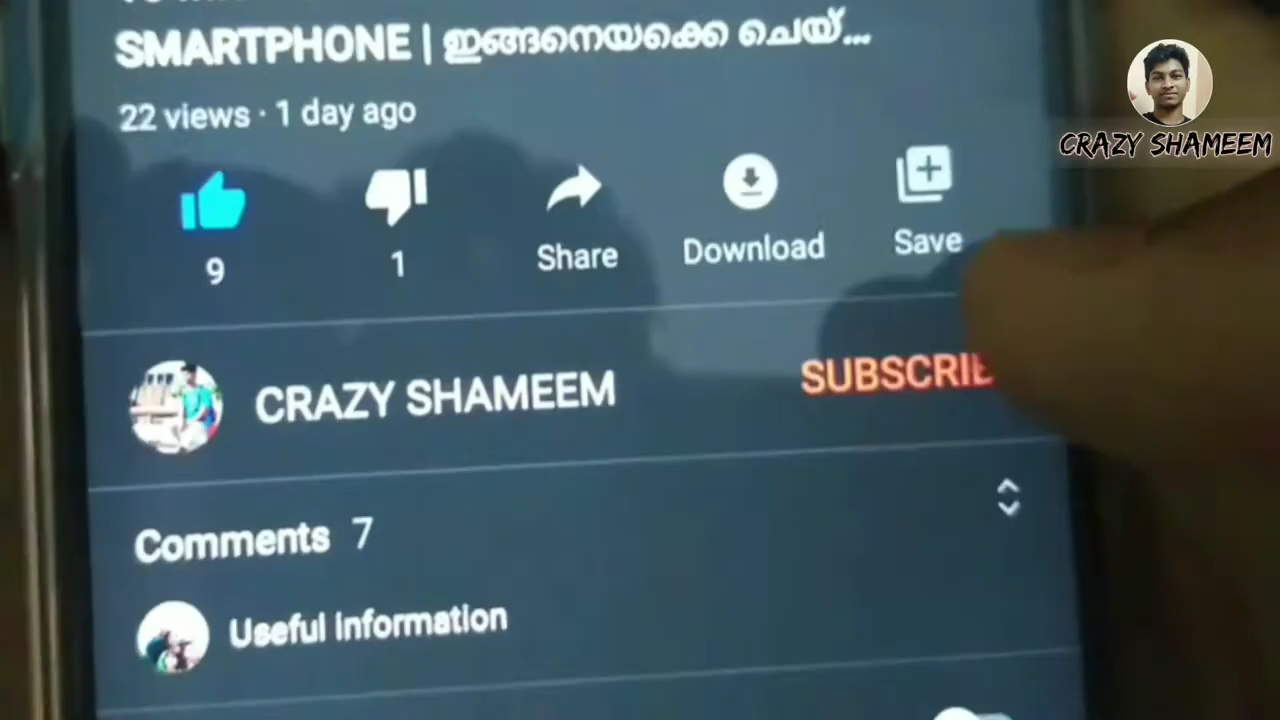 SMARTPHONE | ഇങ്ങനെയക്കെ ചെയ്...
22 views · 1 day ago
CRAZY SHAMEEM
9
1
Share
Download
Save
CRAZY SHAMEEM
SUBSCRIB
Comments 7
Useful information